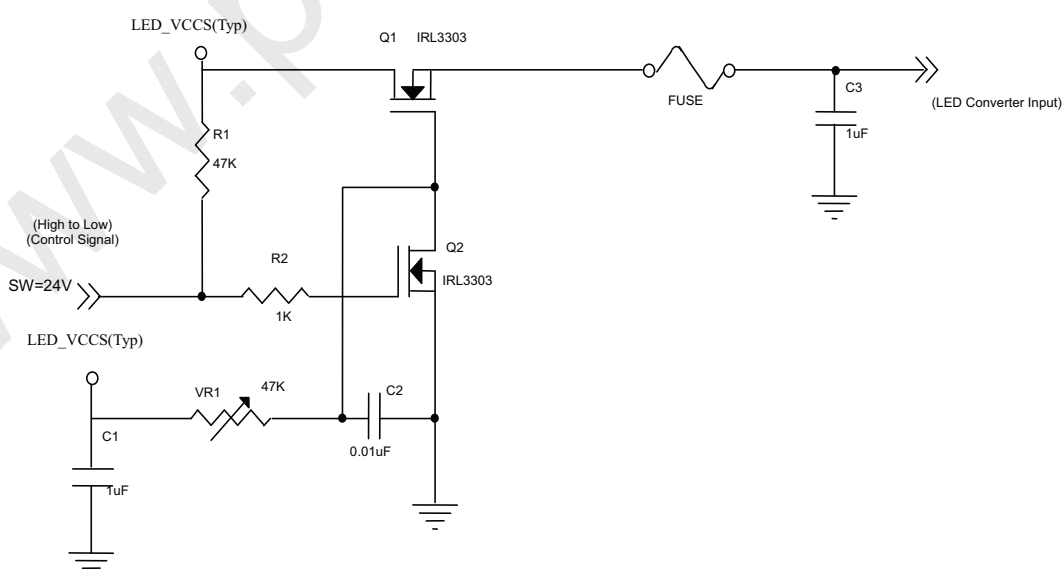 LED_VCCS(Typ)
Q1 IRL3303
FUSE
C3
1uF
(LED Converter Input)
R1
47K
(High to Low)
(Control Signal)
SW=24V
R2
1K
Q2
IRL3303
LED_VCCS(Typ)
VR1 47K
C2
0.01uF
C1
1uF
www.p